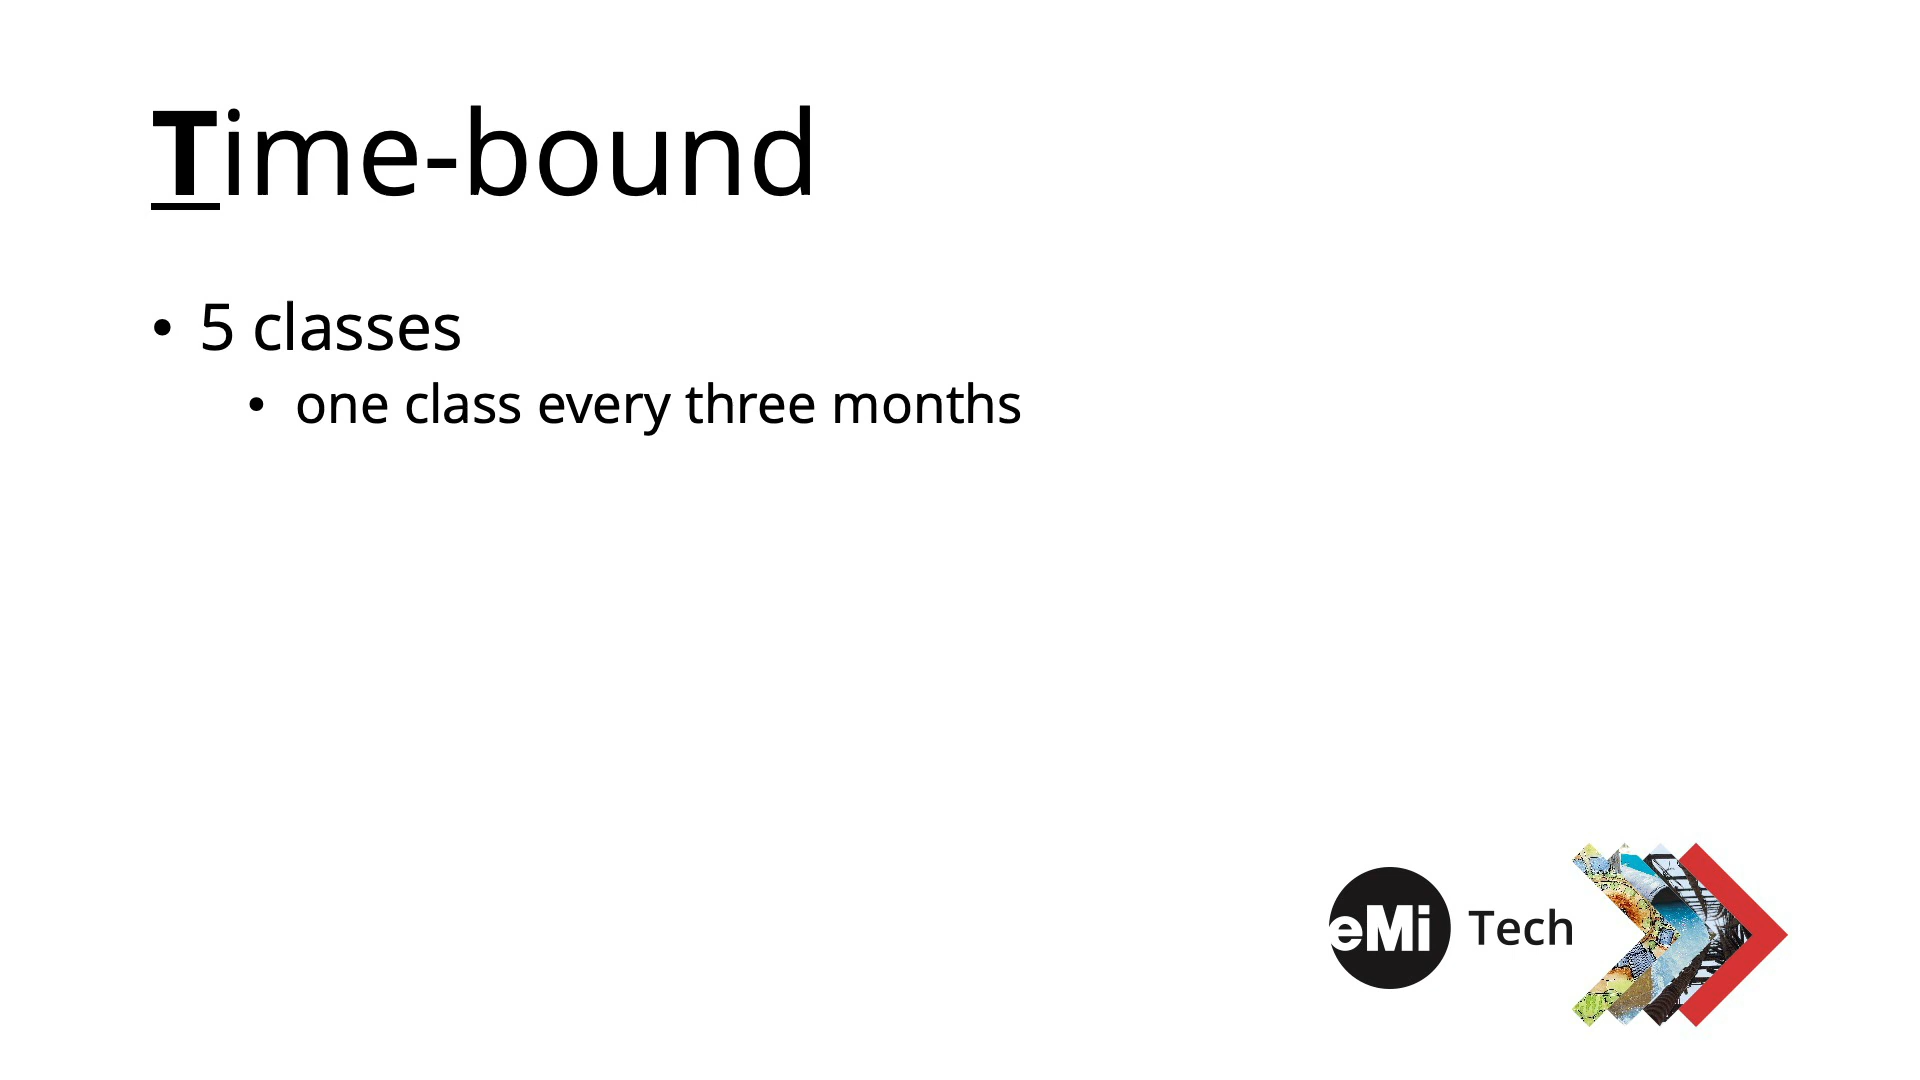 Time-bound
• 5 classes
• one class every three months
eMi Tech